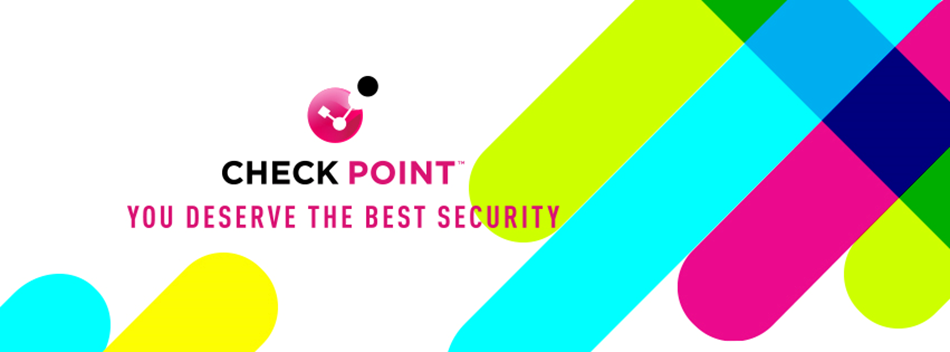 CHECK POINT™
YOU DESERVE THE BEST SECURITY